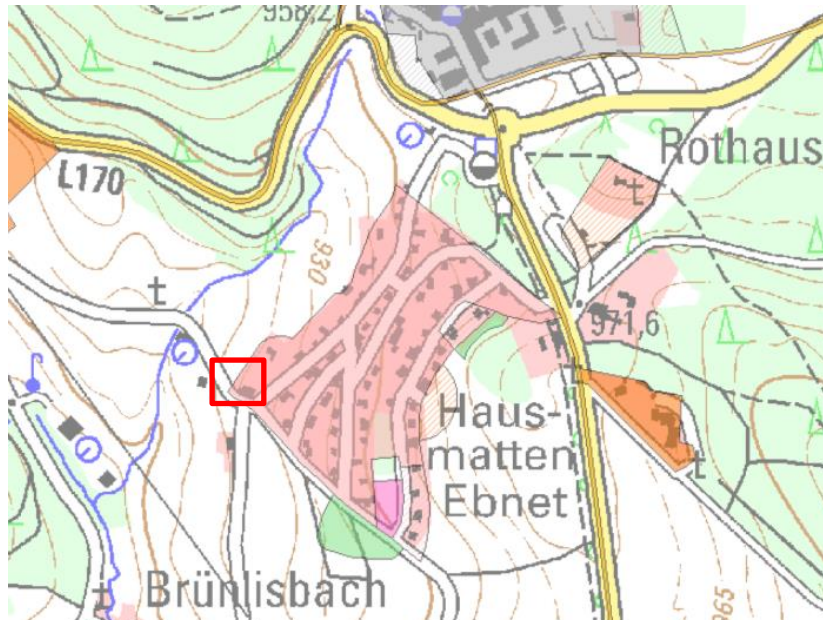 958,2
Rothaus
L170
930
971,6
Haus-
matten
Ebnet
Brünlisbach
965